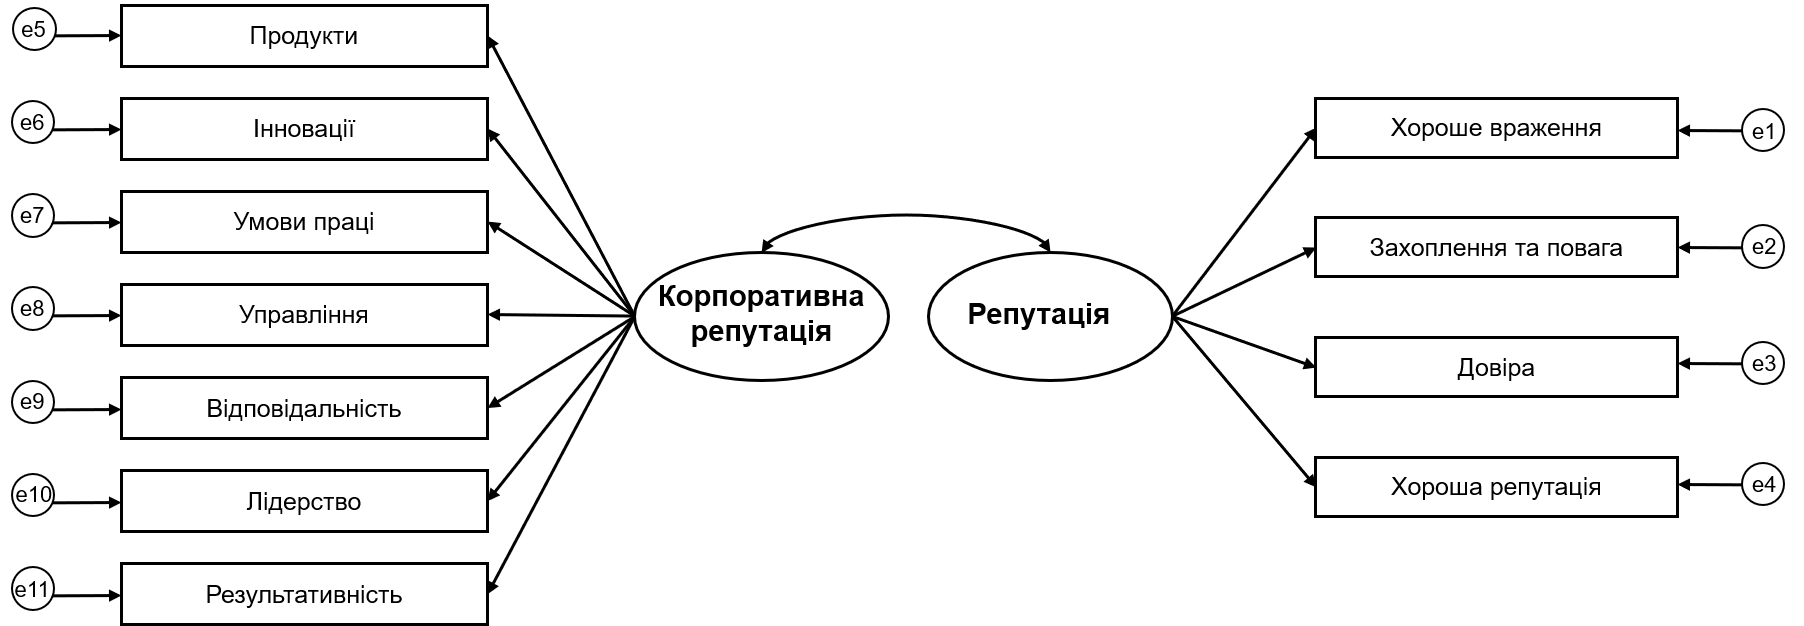 e5
Продукти
e6
Інновації
e7
Умови праці
e8
Управління
e9
Відповідальність
e10
Лідерство
e11
Результативність
Корпоративна
репутація
Репутація
Хороше враження
e1
Захоплення та повага
e2
Довіра
e3
Хороша репутація
e4